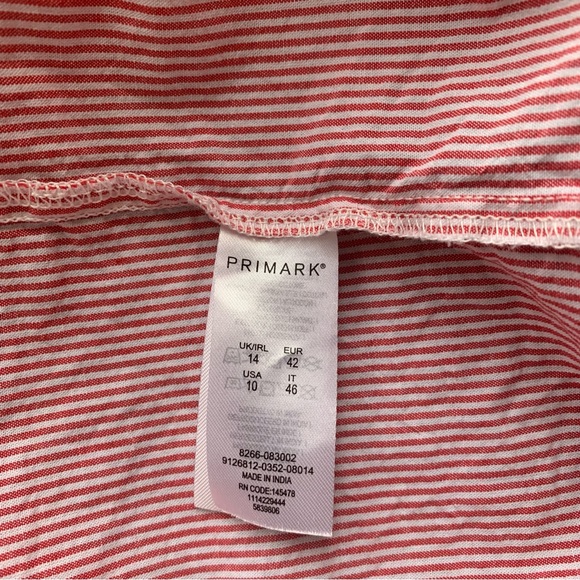 PRIMARK®
UK/IRL EUR
14 42
USA IT
10 46
8266-083002
9126812-0352-08014
MADE IN INDIA
RN CODE:145478
1114229444
5639806